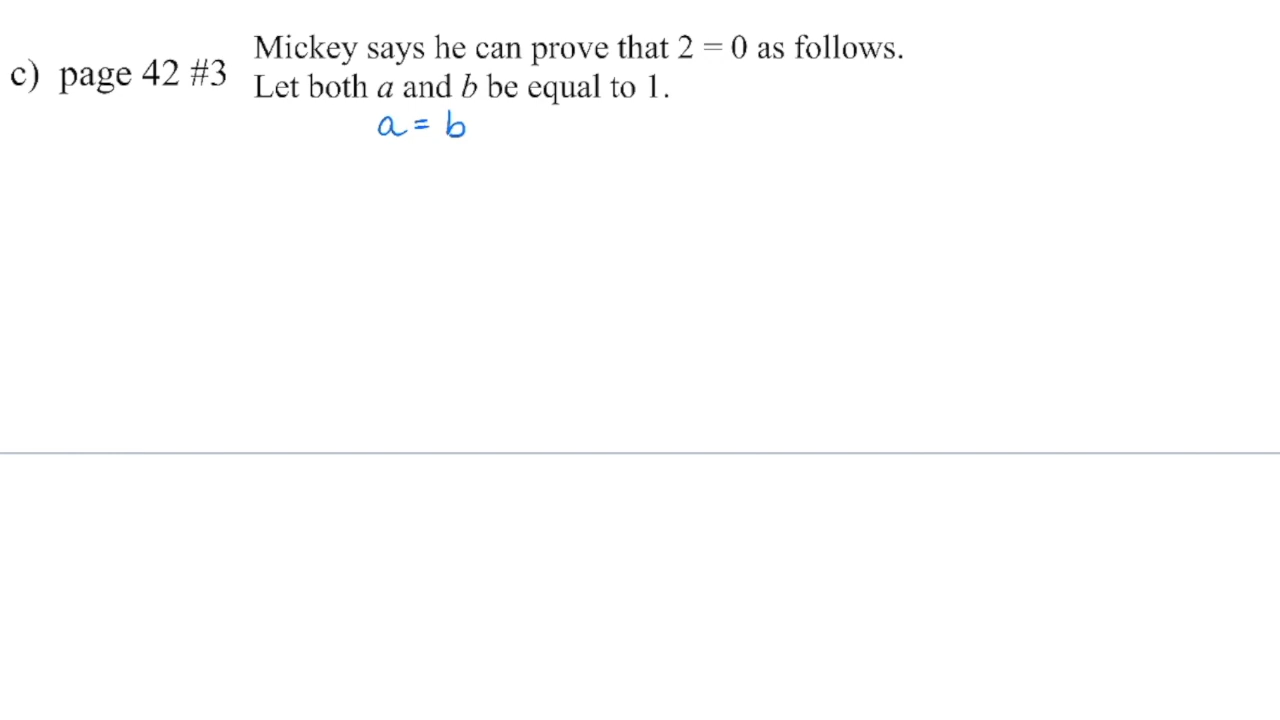 c) page 42 #3
Mickey says he can prove that 2 = 0 as follows.
Let both a and b be equal to 1.
a = b